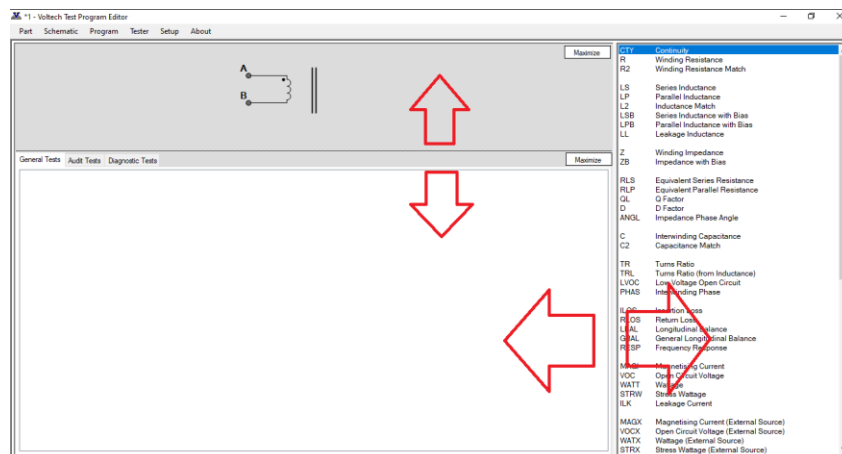 *1 - Voltech Test Program Editor
Part Schematic Program Tester Setup About
Maximize
A
B
General Tests Audit Tests Diagnostic Tests
Maximize
CTY Continuity
R Winding Resistance
R2 Winding Resistance Match
LS Series Inductance
LP Parallel Inductance
L2 Inductance Match
LSB Series Inductance with Bias
LPB Parallel Inductance with Bias
LL Leakage Inductance
Z Winding Impedance
ZB Impedance with Bias
RLS Equivalent Series Resistance
RLP Equivalent Parallel Resistance
QL Q Factor
D D Factor
ANGL Impedance Phase Angle
C Interwinding Capacitance
C2 Capacitance Match
TR Turns Ratio
TRL Turns Ratio (from Inductance)
LVOC Low Voltage Open Circuit
PHAS Interwinding Phase
ILOS Insertion Loss
RLOS Return Loss
LBAL Longitudinal Balance
GBAL General Longitudinal Balance
RESP Frequency Response
MAGI Magnetising Current
VOC Open Circuit Voltage
WATT Wattage
STRW Stress Wattage
ILK Leakage Current
MAGX Magnetising Current (External Source)
VOCX Open Circuit Voltage (External Source)
WATX Wattage (External Source)
STRX Stress Wattage (External Source)